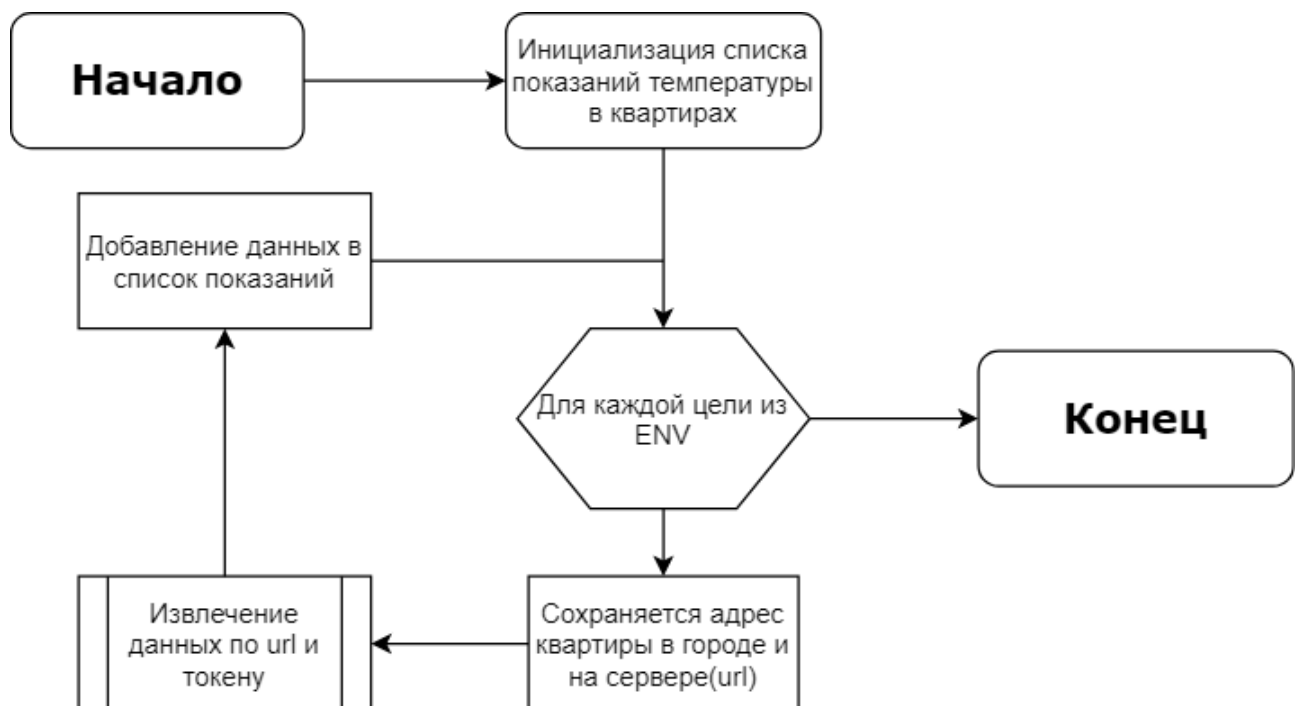 Начало
Инициализация списка
показаний температуры
в квартирах
Добавление данных в
список показаний
Для каждой цели из
ENV
Конец
Извлечение
данных по url и
токену
Сохраняется адрес
квартиры в городе и
на сервере(url)